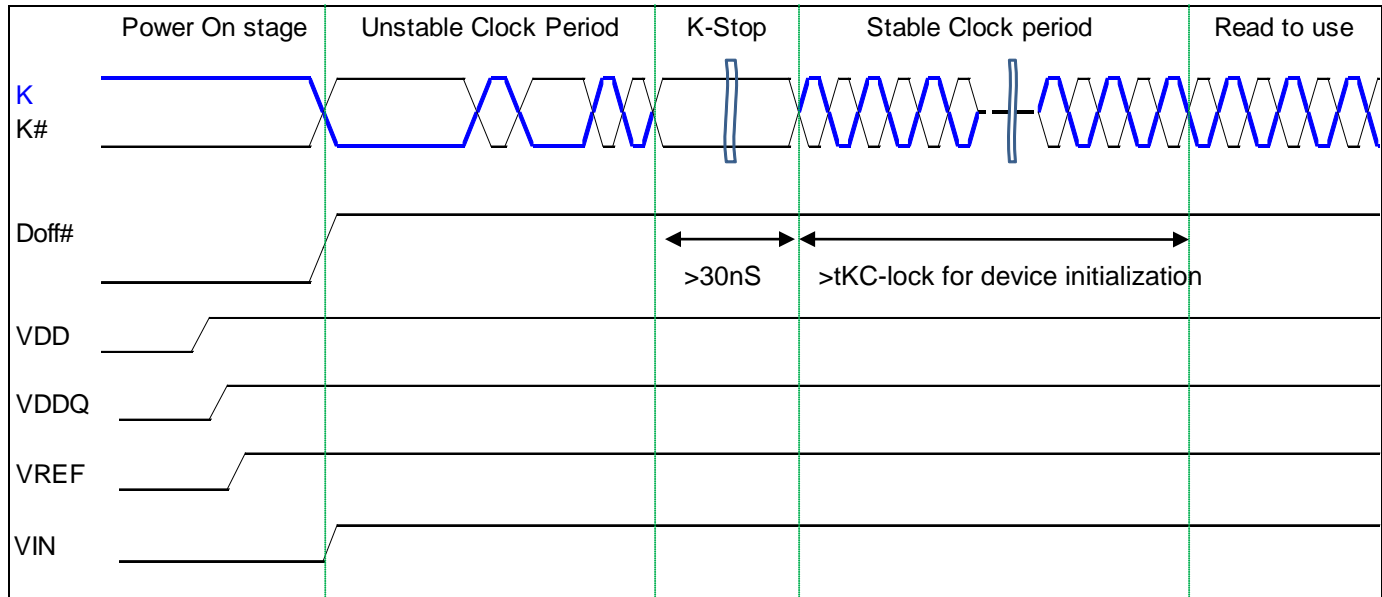 Power On stage
Unstable Clock Period
K-Stop
Stable Clock period
Read to use
K
K#
Doff#
>30nS
>tKC-lock for device initialization
VDD
VDDQ
VREF
VIN